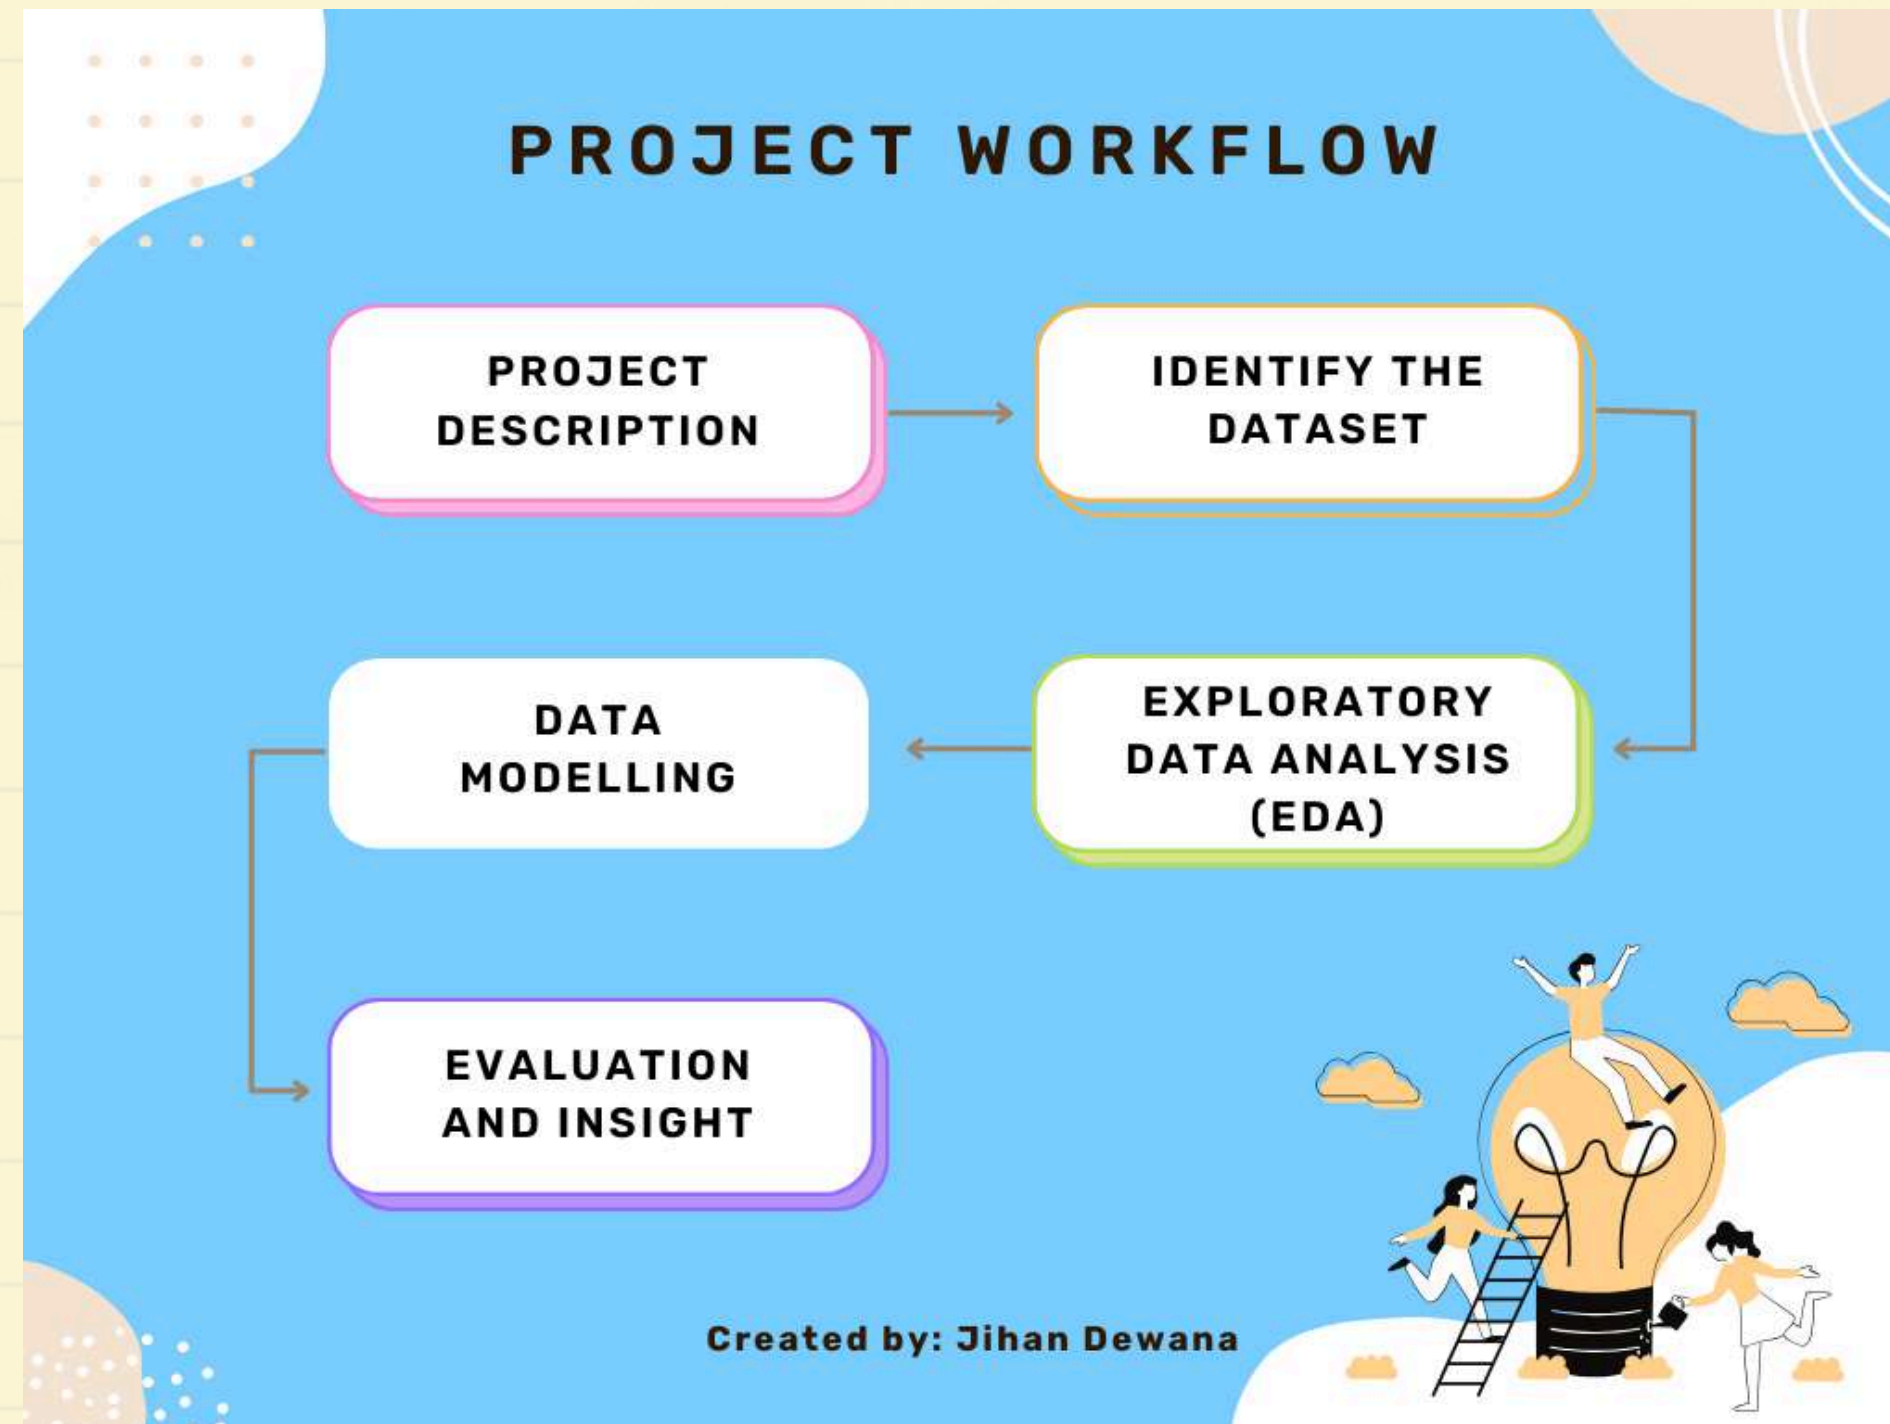 PROJECT WORKFLOW
PROJECT
DESCRIPTION
IDENTIFY THE
DATASET
EXPLORATORY
DATA ANALYSIS
(EDA)
DATA
MODELLING
EVALUATION
AND INSIGHT
Created by: Jihan Dewana